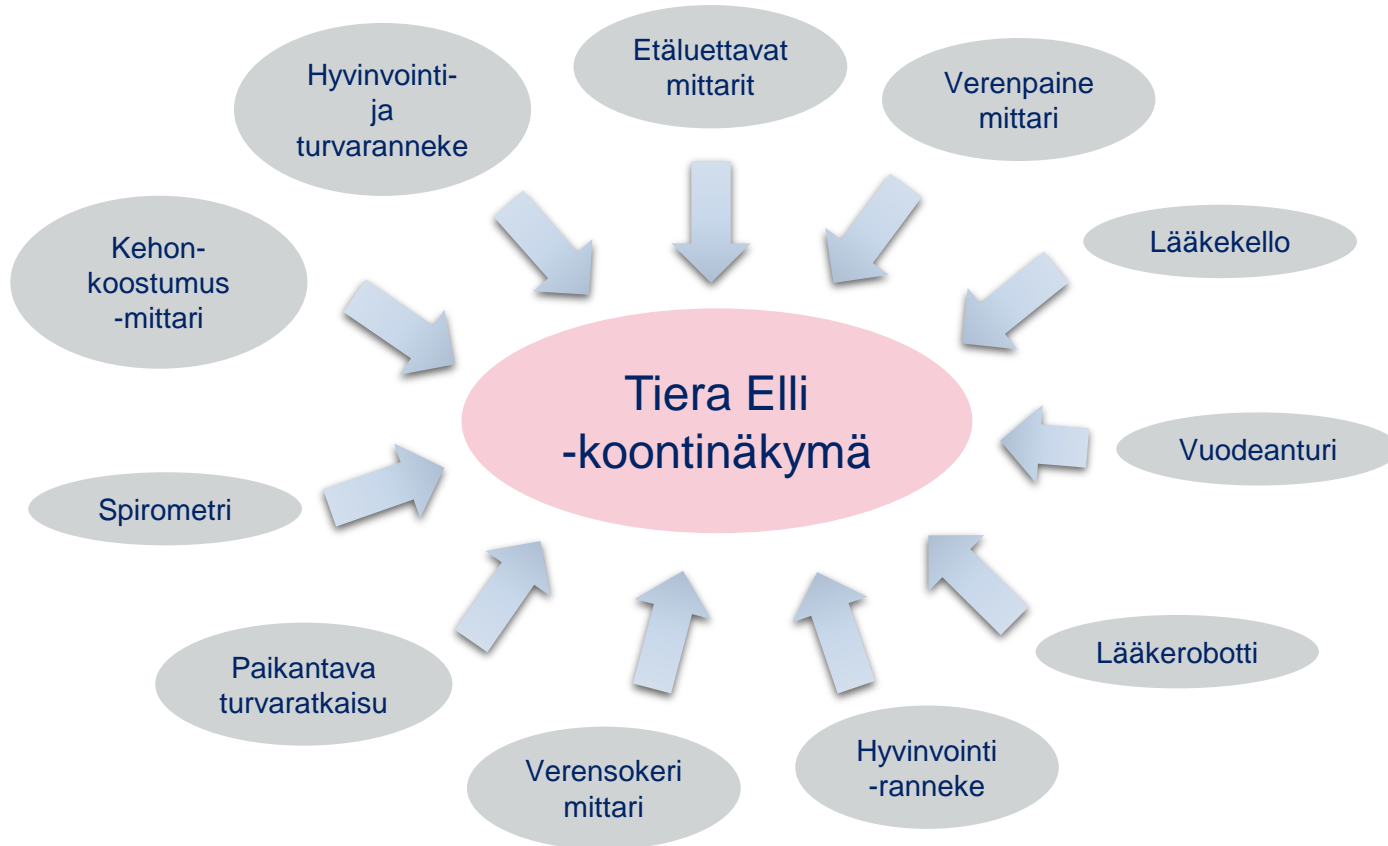 Etäluettavat
mittarit
Hyvinvointi-
ja
turvaranneke
Verenpaine
mittari
Kehon-
koostumus
-mittari
Lääkekello
Tiera Elli
-koontinäkymä
Vuodeanturi
Spirometri
Lääkerobotti
Paikantava
turvaratkaisu
Hyvinvointi
-ranneke
Verensokeri
mittari